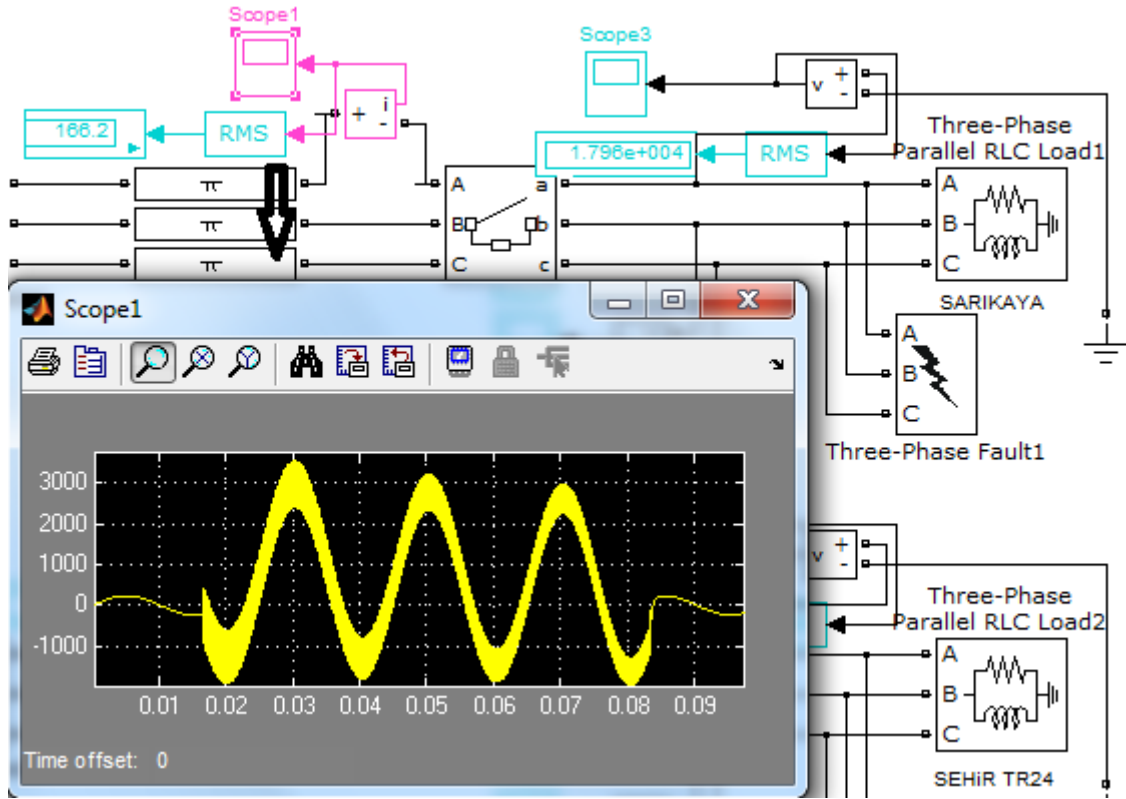 Scope1
Scope3
166.2
RMS
+
i
-
v
+
-
Three-Phase
Parallel RLC Load1
1.796e+004
RMS
π
π
π
A
B
C
a
b
c
A
B
C
SARIKAYA
A
B
C
Three-Phase Fault1
Scope1
3000
2000
1000
0
-1000
0.01
0.02
0.03
0.04
0.05
0.06
0.07
0.08
0.09
Time offset: 0
v
+
-
Three-Phase
Parallel RLC Load2
A
B
C
SEHiR TR24